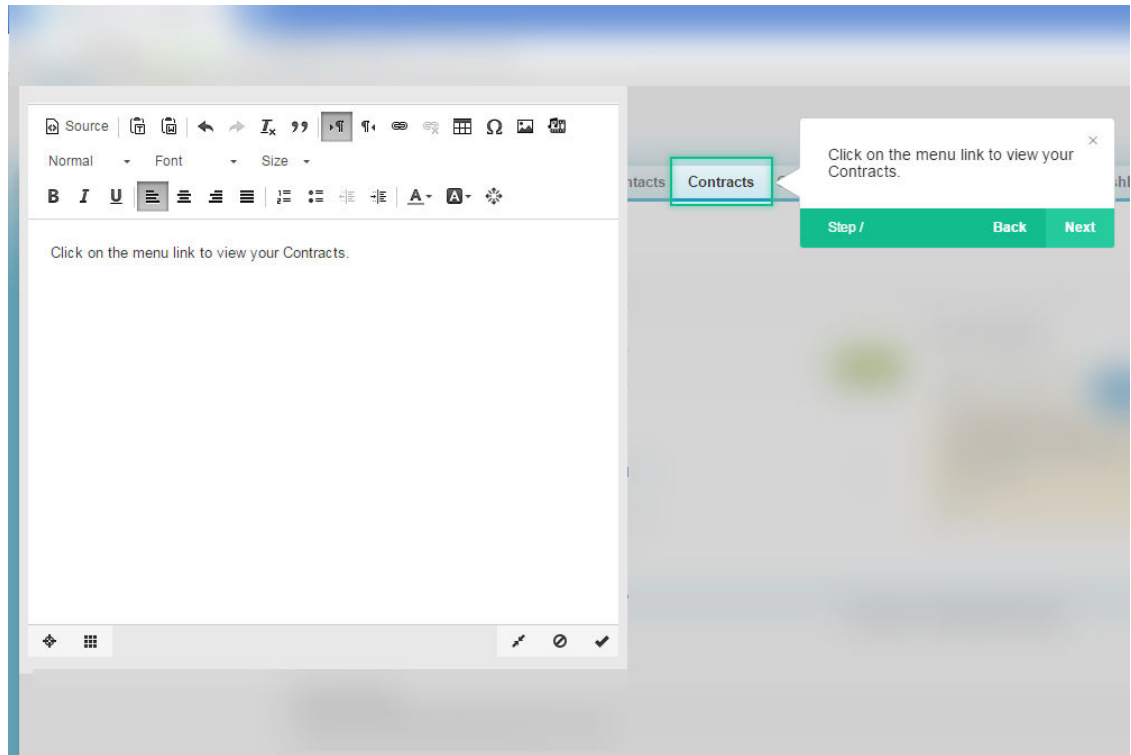 Source
Normal Font Size
B I U
Click on the menu link to view your Contracts.
ntacts Contracts
Click on the menu link to view your
Contracts.
Step / Back Next